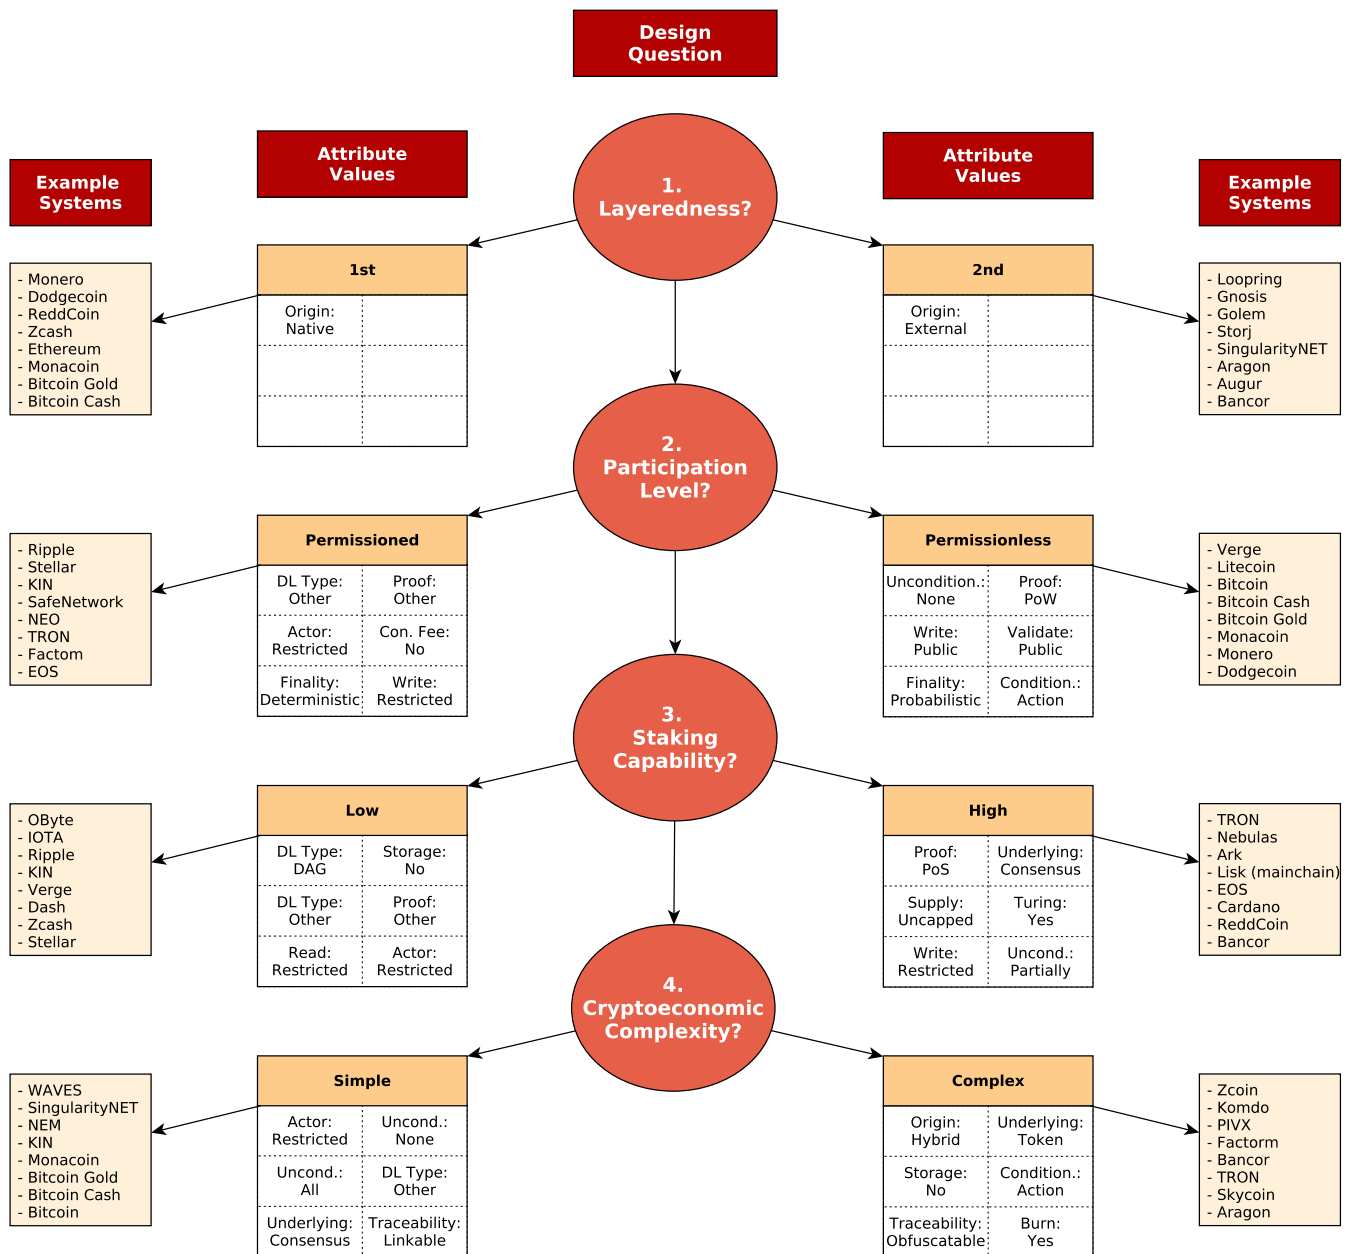 Design
Question
Attribute
Values
Attribute
Values
Example
Systems
Example
Systems
1.
Layeredness?
1st
Origin:
Native
2nd
Origin:
External
- Monero
- Dodgecoin
- ReddCoin
- Zcash
- Ethereum
- Monacoin
- Bitcoin Gold
- Bitcoin Cash
- Loopring
- Gnosis
- Golem
- Storj
- SingularityNET
- Aragon
- Augur
- Bancor
2.
Participation
Level?
Permissioned
DL Type:
Other
Proof:
Other
Actor:
Restricted
Con. Fee:
No
Finality:
Deterministic
Write:
Restricted
Permissionless
Uncondition.:
None
Proof:
PoW
Write:
Public
Validate:
Public
Finality:
Probabilistic
Condition.:
Action
- Ripple
- Stellar
- KIN
- SafeNetwork
- NEO
- TRON
- Factom
- EOS
- Verge
- Litecoin
- Bitcoin
- Bitcoin Cash
- Bitcoin Gold
- Monacoin
- Monero
- Dodgecoin
3.
Staking
Capability?
Low
DL Type:
DAG
Storage:
No
DL Type:
Other
Proof:
Other
Read:
Restricted
Actor:
Restricted
High
Proof:
PoS
Underlying:
Consensus
Supply:
Uncapped
Turing:
Yes
Write:
Restricted
Uncond.:
Partially
- OByte
- IOTA
- Ripple
- KIN
- Verge
- Dash
- Zcash
- Stellar
- TRON
- Nebulas
- Ark
- Lisk (mainchain)
- EOS
- Cardano
- ReddCoin
- Bancor
4.
Cryptoeconomic
Complexity?
Simple
Actor:
Restricted
Uncond.:
None
Uncond.:
All
DL Type:
Other
Underlying:
Consensus
Traceability:
Linkable
Complex
Origin:
Hybrid
Underlying:
Token
Storage:
No
Condition.:
Action
Traceability:
Obfuscatable
Burn:
Yes
- WAVES
- SingularityNET
- NEM
- KIN
- Monacoin
- Bitcoin Gold
- Bitcoin Cash
- Bitcoin
- Zcoin
- Komdo
- PIVX
- Factorm
- Bancor
- TRON
- Skycoin
- Aragon